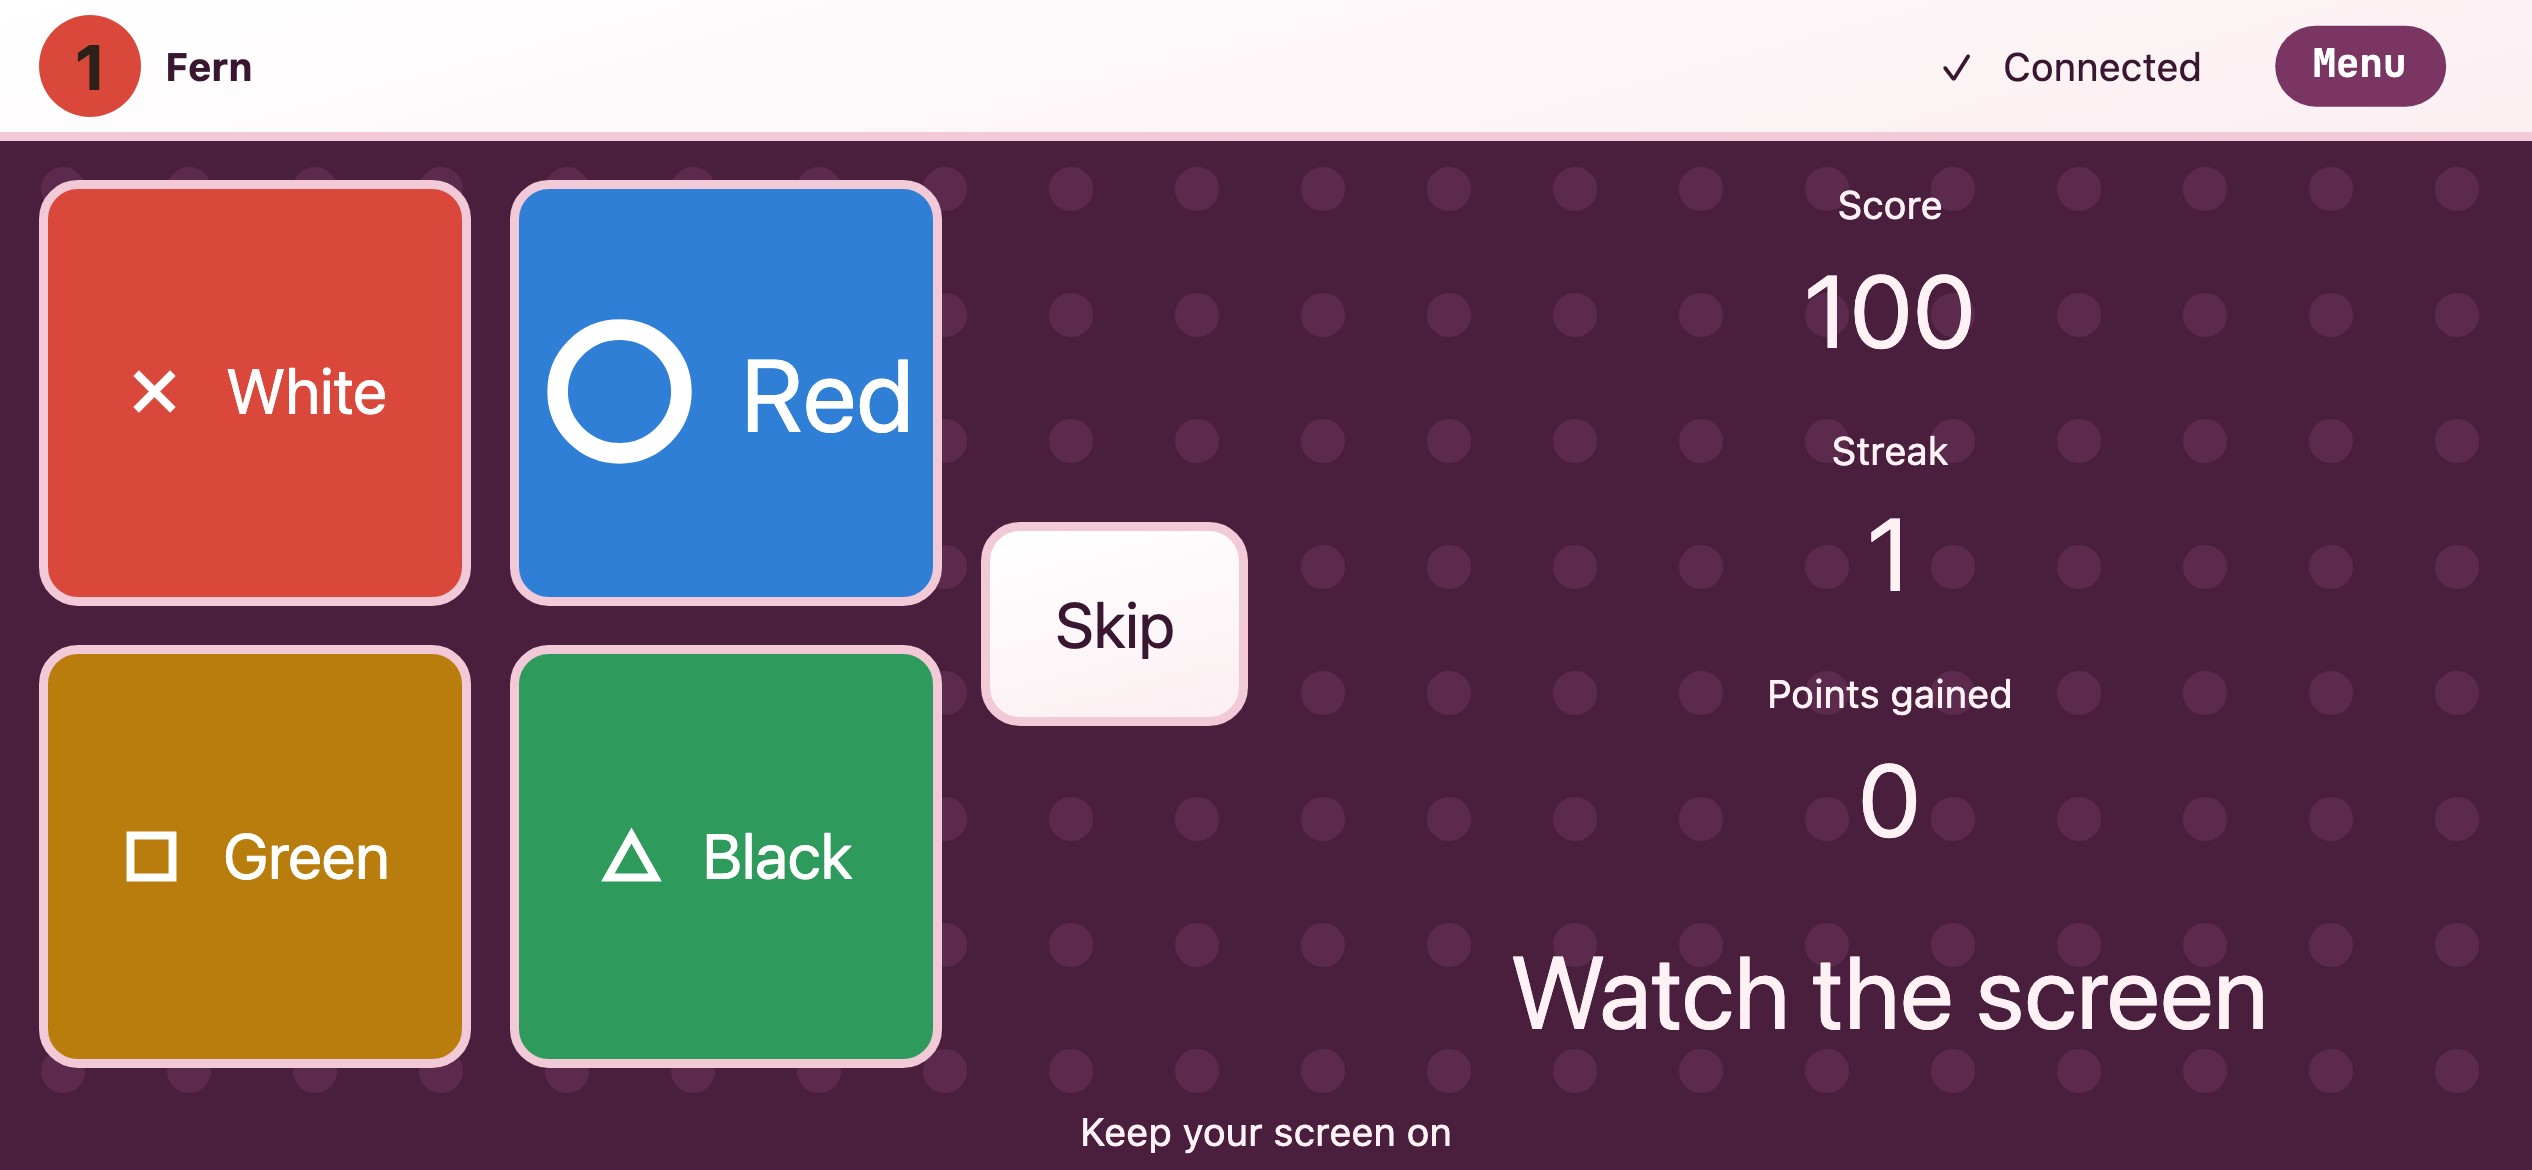 1 Fern
✓ Connected
Menu
White
Red
Green
Black
Skip
Score
100
Streak
1
Points gained
0
Watch the screen
Keep your screen on